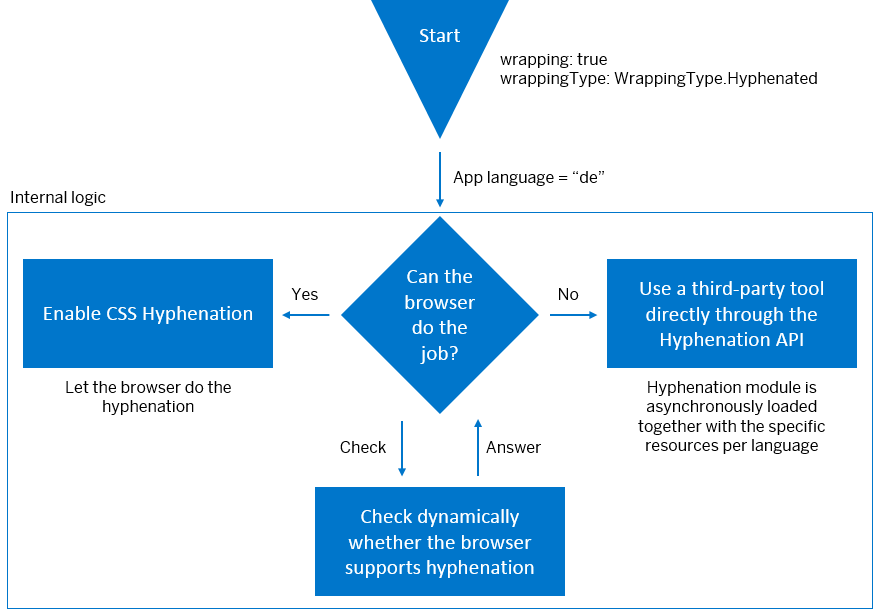 Start
wrapping: true
wrappingType: WrappingType.Hyphenated
App language = “de”
Internal logic
Can the
browser
do the
job?
Yes
Enable CSS Hyphenation
Let the browser do the
hyphenation
No
Use a third-party tool
directly through the
Hyphenation API
Hyphenation module is
asynchronously loaded
together with the specific
resources per language
Check
Answer
Check dynamically
whether the browser
supports hyphenation